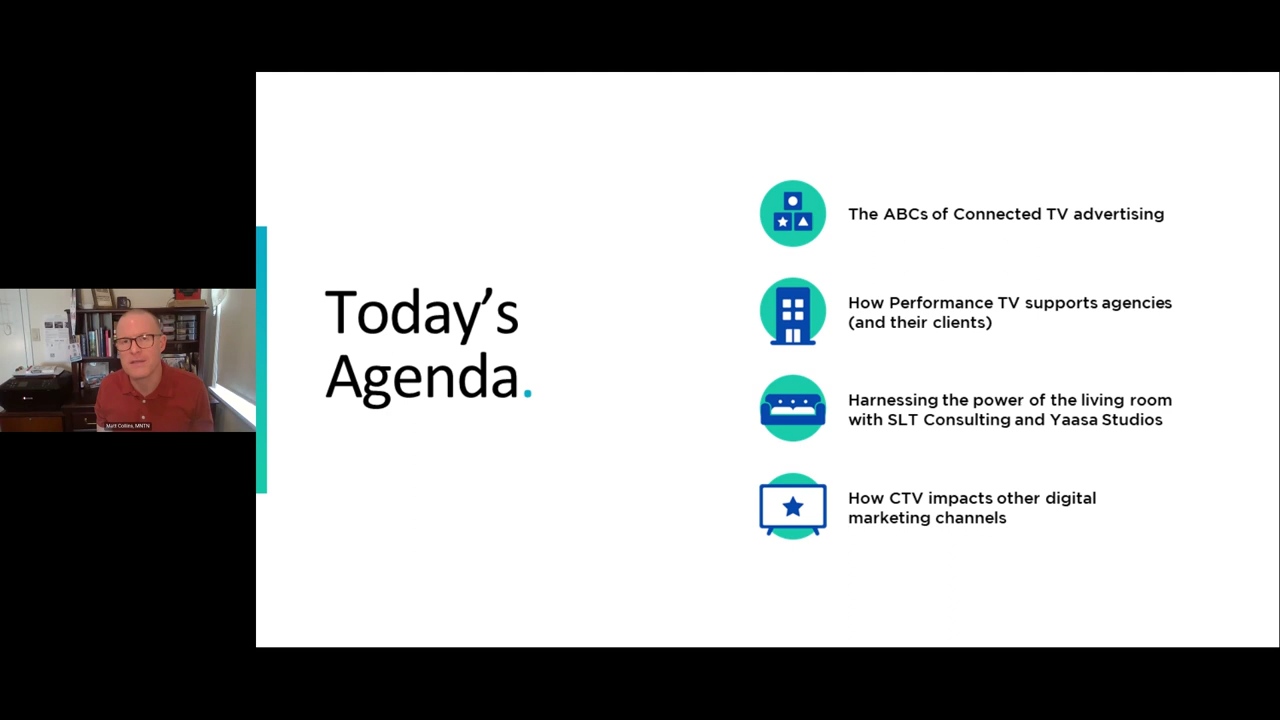 Today's
Agenda.
The ABCs of Connected TV advertising
How Performance TV supports agencies
(and their clients)
Harnessing the power of the living room
with SLT Consulting and Yaasa Studios
How CTV impacts other digital
marketing channels
Matt Collins, MNTN